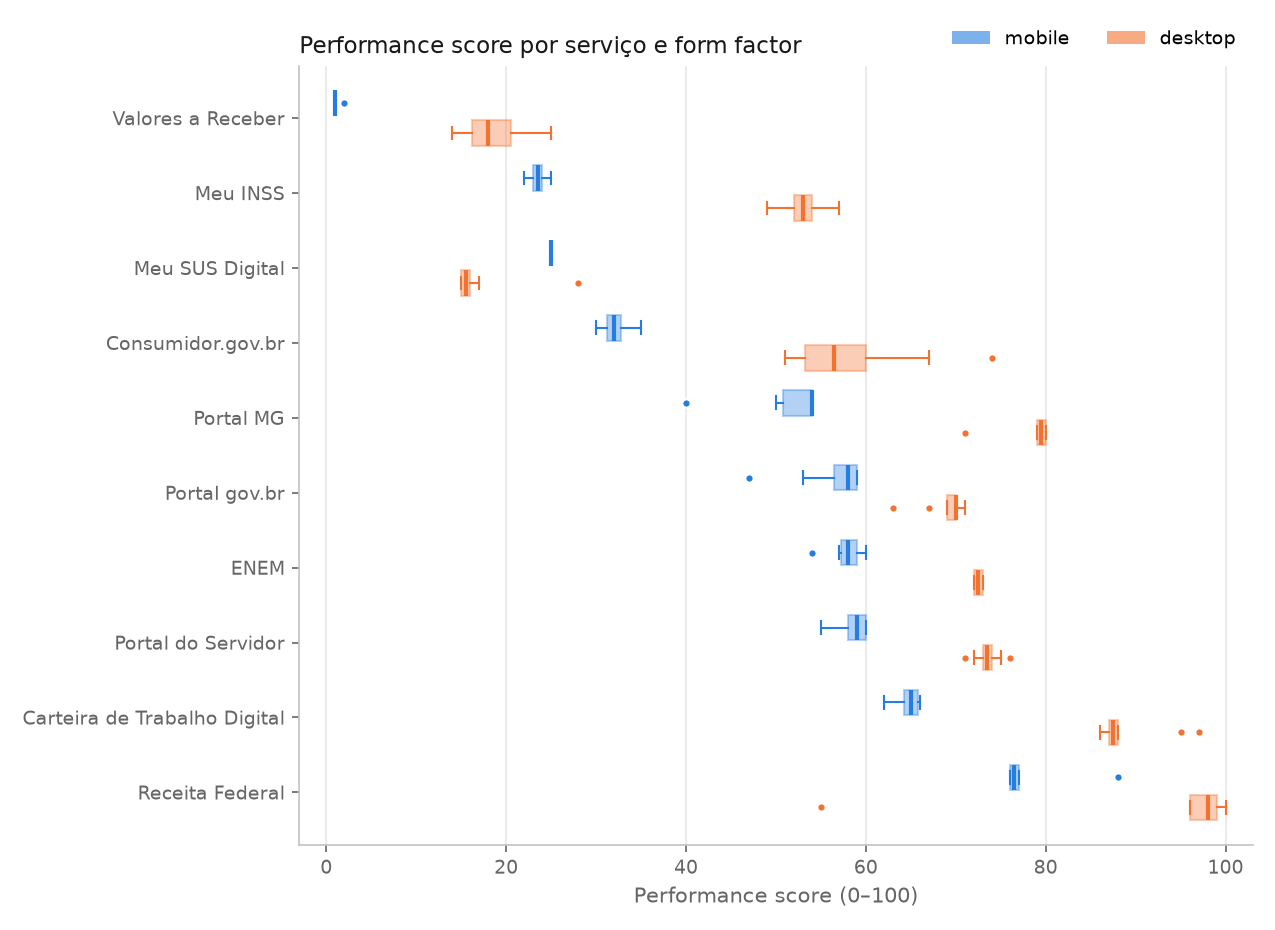 Performance score por serviço e form factor
mobile
desktop
Valores a Receber
Meu INSS
Meu SUS Digital
Consumidor.gov.br
Portal MG
Portal gov.br
ENEM
Portal do Servidor
Carteira de Trabalho Digital
Receita Federal
0
20
40
60
80
100
Performance score (0–100)